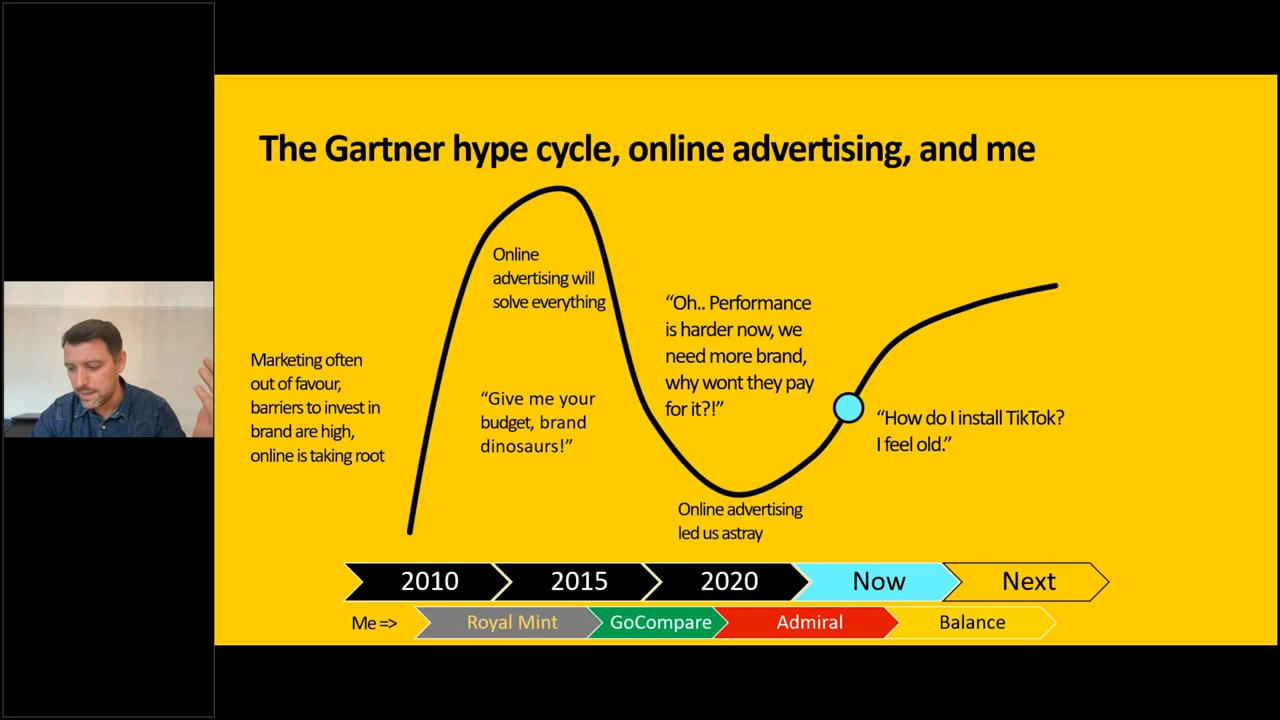 The Gartner hype cycle, online advertising, and me
Online
advertising will
solve everything
“Oh.. Performance
is harder now, we
need more brand,
why wont they pay
for it?!”
Marketing often
out of favour,
barriers to invest in
brand are high,
online is taking root
“Give me your
budget, brand
dinosaurs!”
“How do I install TikTok?
I feel old.”
Online advertising
led us astray
2010
2015
2020
Now
Next
Me =>
Royal Mint
GoCompare
Admiral
Balance